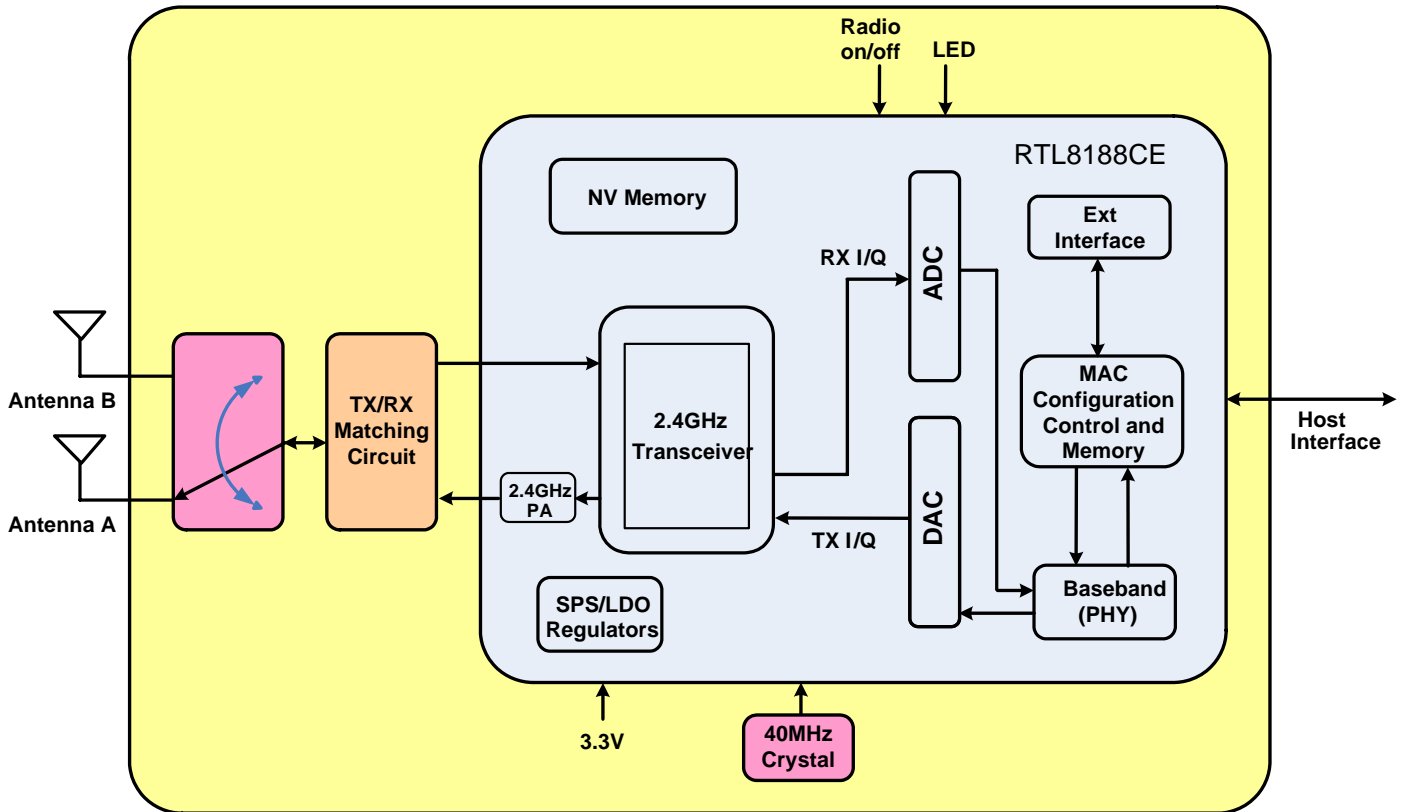 Radio
on/off
LED
RTL8188CE
NV Memory
Ext
Interface
RX I/Q
ADC
Antenna B
TX/RX
Matching
Circuit
2.4GHz
Transceiver
MAC
Configuration
Control and
Memory
Host
Interface
Antenna A
2.4GHz
PA
TX I/Q
DAC
SPS/LDO
Regulators
Baseband
(PHY)
3.3V
40MHz
Crystal